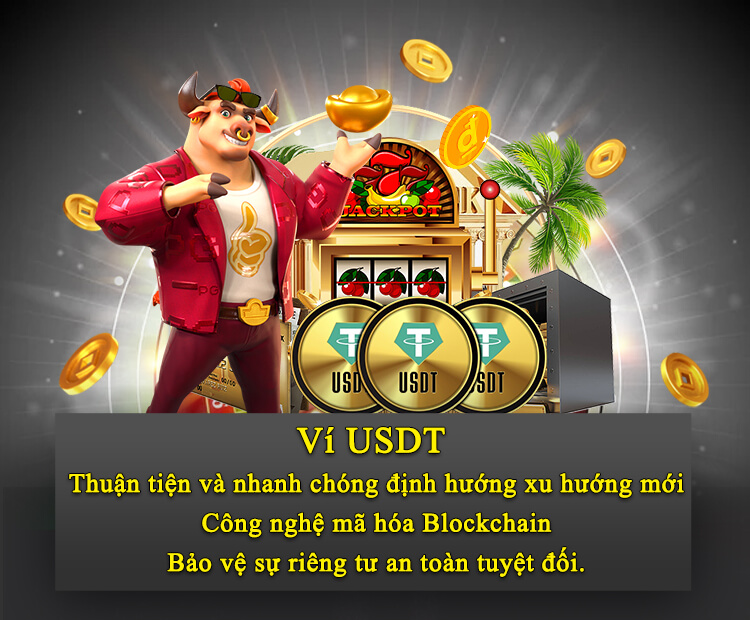 JACKPOT
USDT
USDT
Ví USDT
Thuận tiện và nhanh chóng định hướng xu hướng mới
Công nghệ mã hóa Blockchain
Bảo vệ sự riêng tư an toàn tuyệt đối.